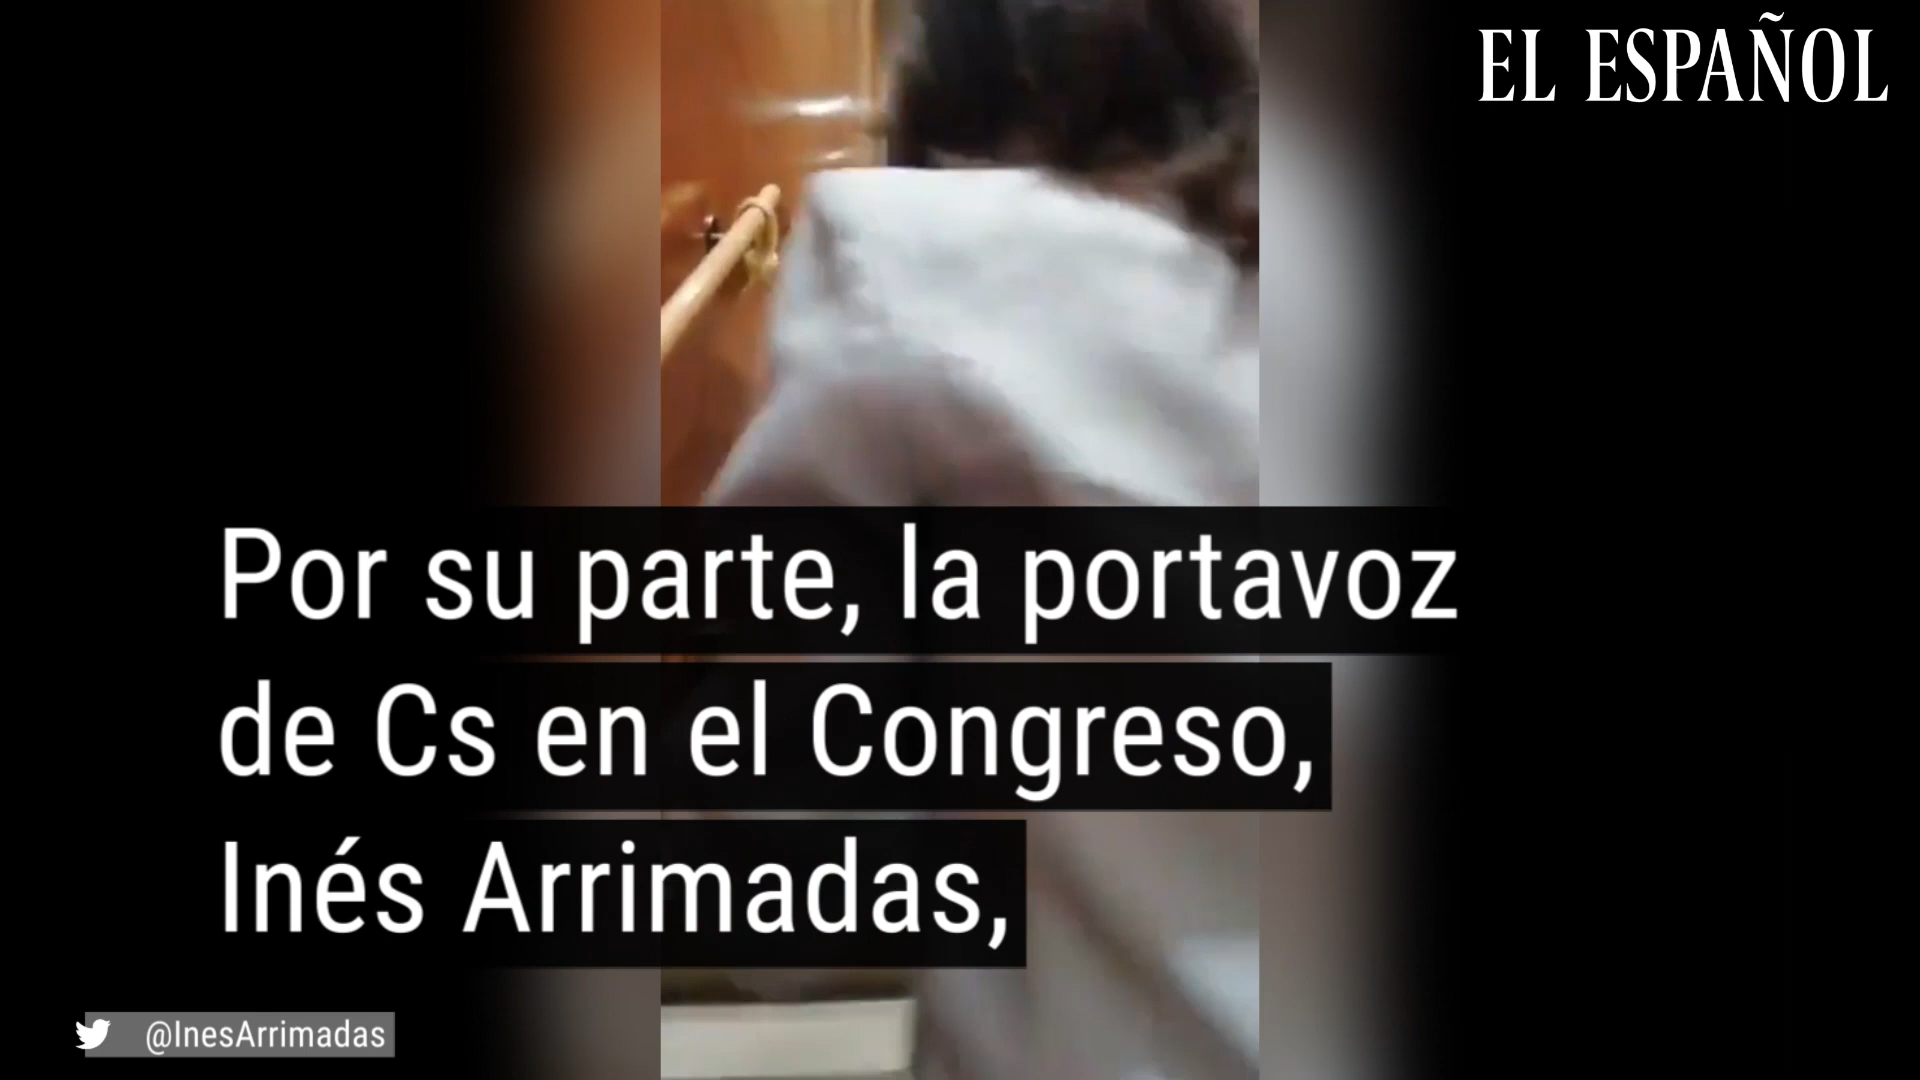 EL ESPAÑOL
Por su parte, la portavoz
de Cs en el Congreso,
Inés Arrimadas,
@InesArrimadas